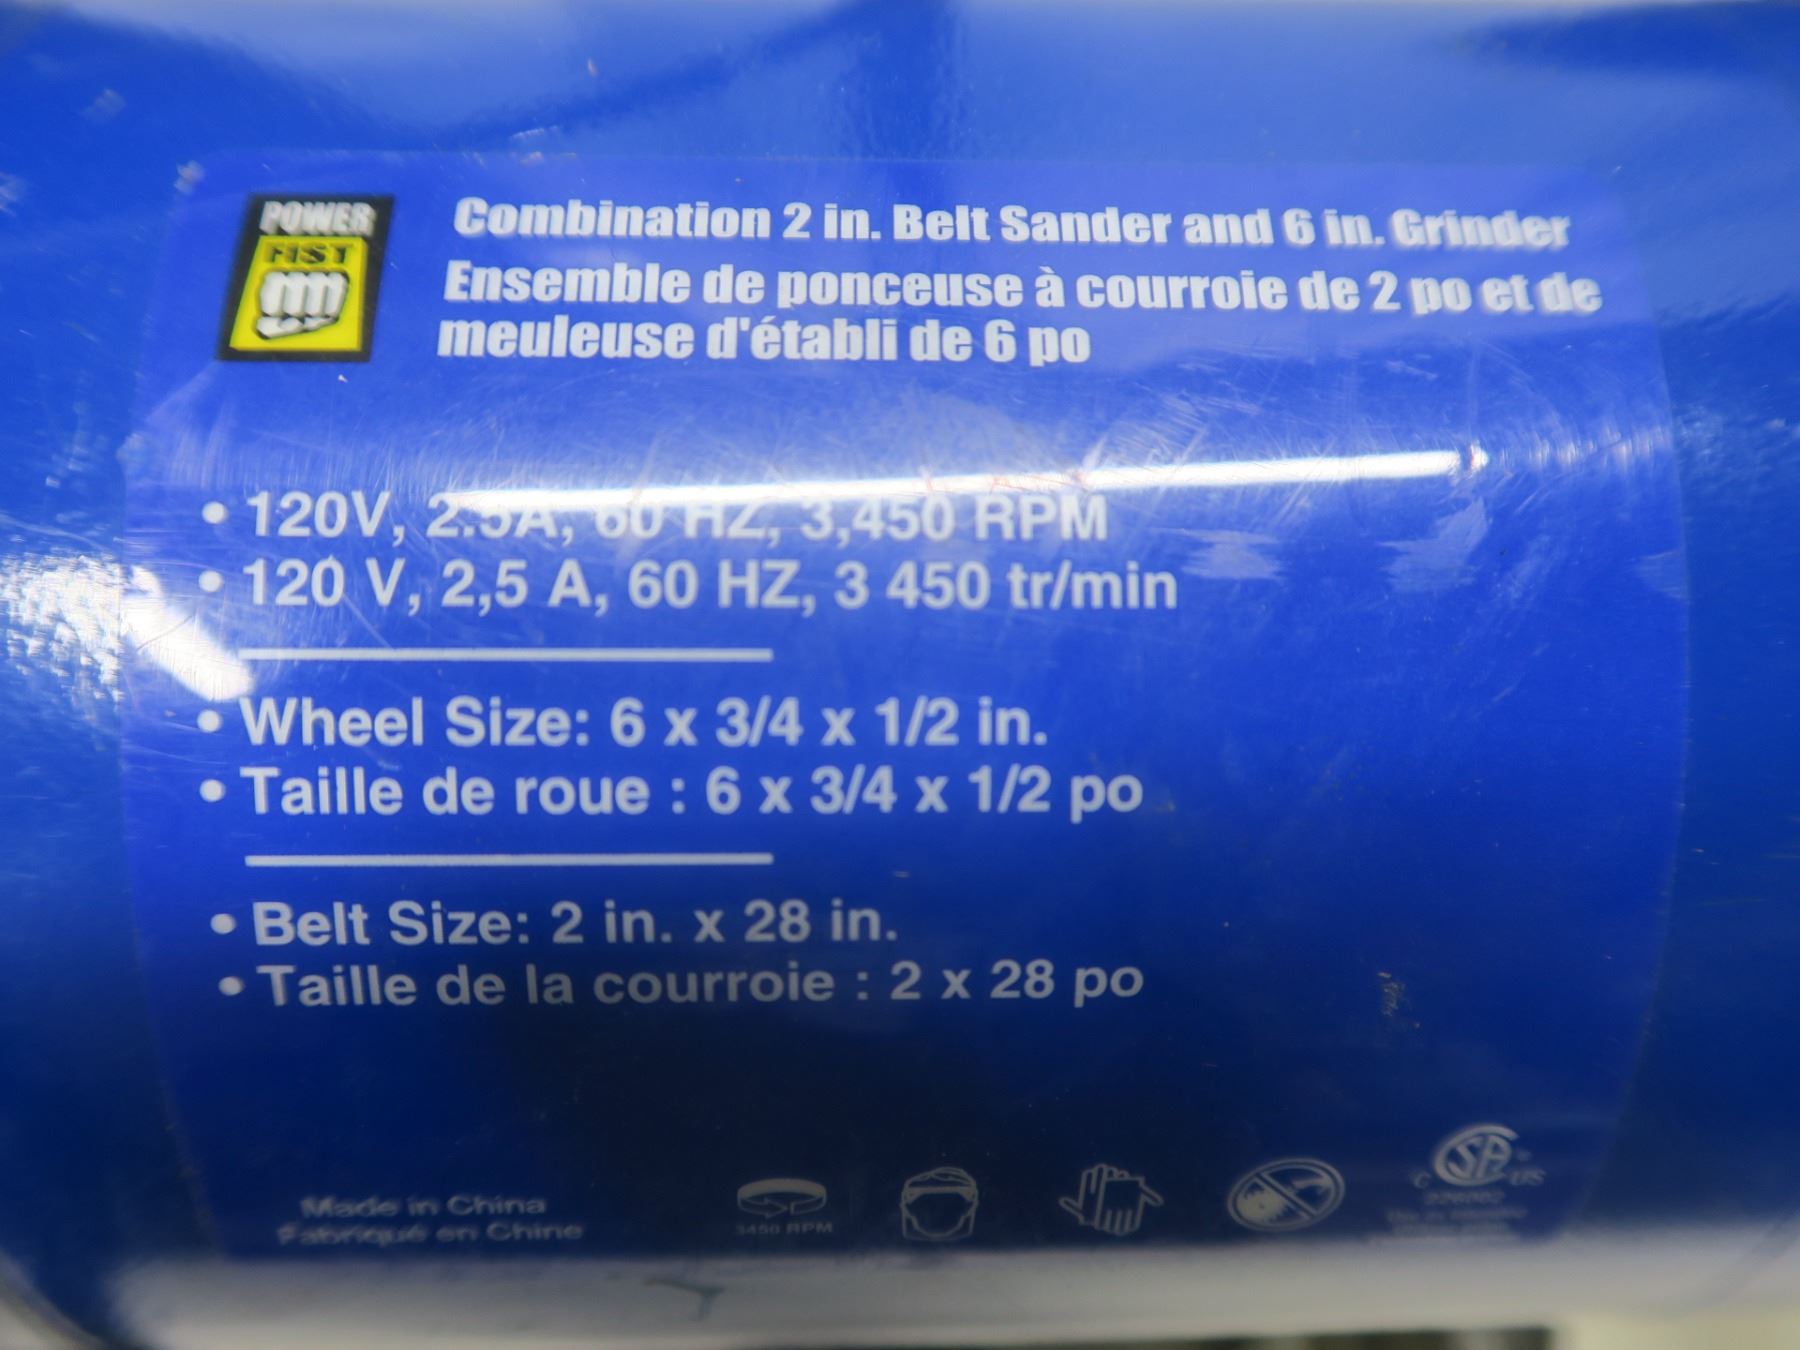 POWER
FIST
Combination 2 in. Belt Sander and 6 in. Grinder
Ensemble de ponceuse à courroie de 2 po et de
meuleuse d'établi de 6 po
• 120V, 2.5A, 60 HZ, 3,450 RPM
• 120 V, 2,5 A, 60 HZ, 3 450 tr/min
• Wheel Size: 6 x 3/4 x 1/2 in.
• Taille de roue : 6 x 3/4 x 1/2 po
• Belt Size: 2 in. x 28 in.
• Taille de la courroie : 2 x 28 po
Made in China
Fabriqué en Chine
3450 RPM
C SA US